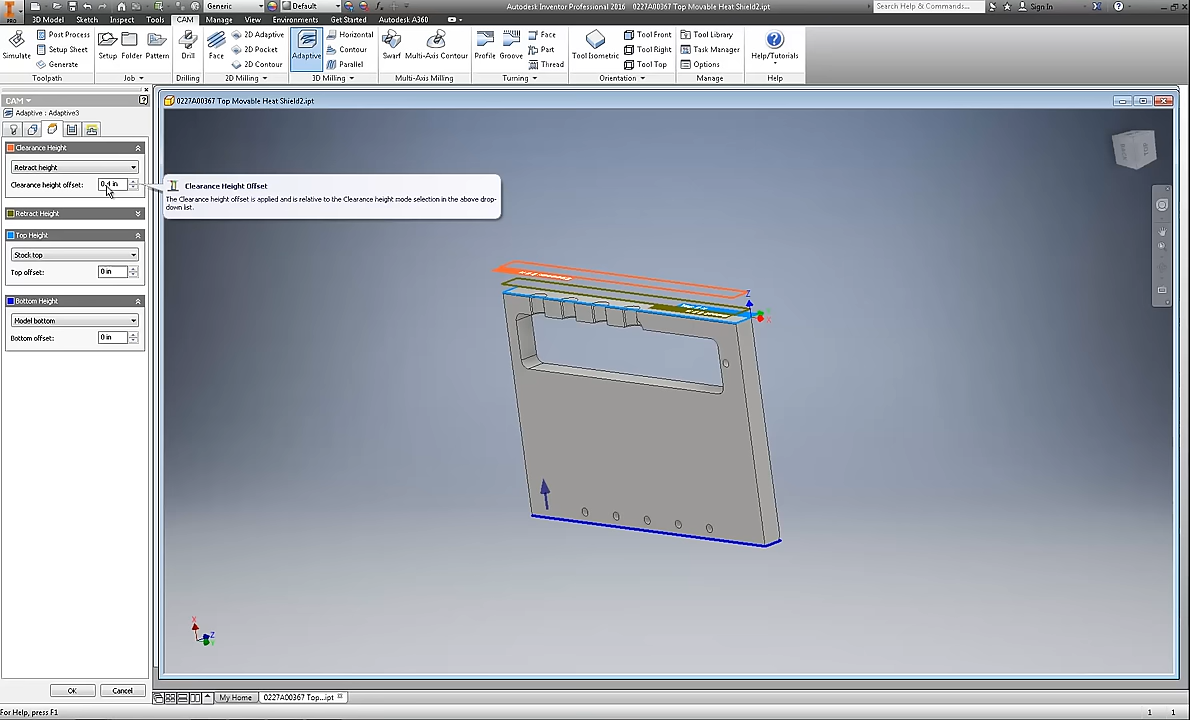 Generic
Default
Autodesk Inventor Professional 2016 0227A00367 Top Movable Heat Shield2.ipt
Search Help & Commands...
Sign In
PRO
3D Model Sketch Inspect Tools CAM Manage View Environments Get Started Autodesk A360
Simulate
Post Process
Setup Sheet
Generate
Toolpath
Setup Folder Pattern
Job
Drill
Drilling
Face
2D Adaptive
2D Pocket
2D Contour
2D Milling
Adaptive
Horizontal
Contour
Parallel
3D Milling
Swarf Multi-Axis Contour
Multi-Axis Milling
Profile Groove
Face
Part
Thread
Turning
Tool Isometric
Tool Front
Tool Right
Tool Top
Orientation
Tool Library
Task Manager
Options
Manage
Help/Tutorials
Help
CAM
Adaptive : Adaptive3
Clearance Height
Retract height
Clearance height offset:
Retract Height
Top Height
Stock top
Top offset: 0 in
Bottom Height
Model bottom
Bottom offset: 0 in
OK Cancel
0227A00367 Top Movable Heat Shield2.ipt
Clearance Height Offset
The Clearance height offset is applied and is relative to the Clearance height mode selection in the above drop-
down list.
TOP
Z
X
X
Z
Y
My Home 0227A00367 Top...ipt
For Help, press F1
1 1